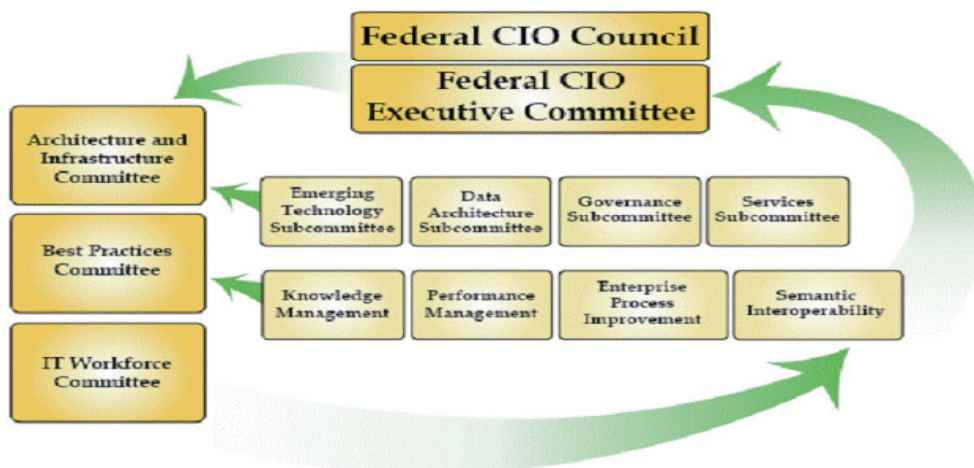 Federal CIO Council
Federal CIO
Executive Committee
Architecture and
Infrastructure
Committee
Best Practices
Committee
IT Workforce
Committee
Emerging
Technology
Subcommittee
Data
Architecture
Subcommittee
Governance
Subcommittee
Services
Subcommittee
Knowledge
Management
Performance
Management
Enterprise
Process
Improvement
Semantic
Interoperability